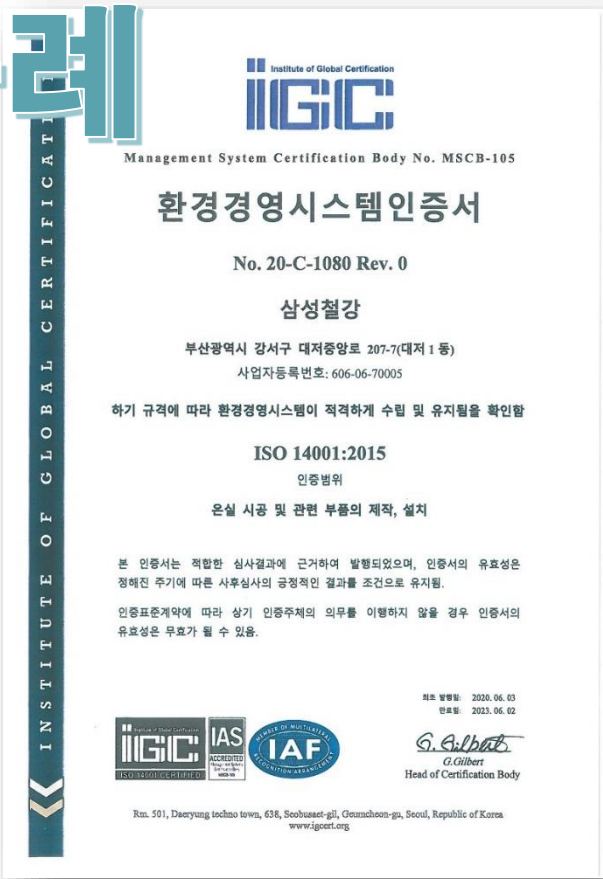 레
Institute of Global Certification
IGC
Management System Certification Body No. MSCB-105
환경경영시스템인증서
No. 20-C-1080 Rev. 0
삼성철강
부산광역시 강서구 대저중앙로 207-7(대저1동)
사업자등록번호: 606-06-70005
하기 규격에 따라 환경경영시스템이 적격하게 수립 및 유지됨을 확인함
ISO 14001:2015
인증범위
온실 시공 및 관련 부품의 제작, 설치
본 인증서는 적합한 심사결과에 근거하여 발행되었으며, 인증서의 유효성은
정해진 주기에 따른 사후심사의 긍정적인 결과를 조건으로 유지됨.
인증표준계약에 따라 상기 인증주체의 의무를 이행하지 않을 경우 인증서의
유효성은 무효가 될 수 있음.
최초 발행일: 2020. 06. 03
만료일: 2023. 06. 02
G. Gilbert
G.Gilbert
Head of Certification Body
Institute of Global Certification
IGC
ISO 14001 CERTIFIED
IAS
ACCREDITED
MSCB-105
MEMBER OF MULTILATERAL
IAF
RECOGNITION ARRANGEMENT
Rm. 501, Daeryung techno town, 638, Seobusaet-gil, Geumcheon-gu, Seoul, Republic of Korea
www.igcert.org
INSTITUTE OF GLOBAL CERTIFICATI